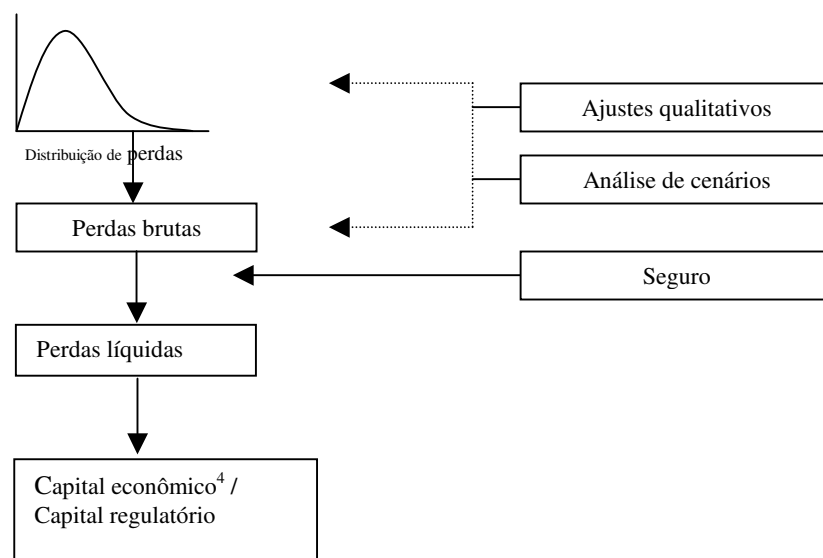 Ajustes qualitativos
Distribuição de perdas
Análise de cenários
Perdas brutas
Seguro
Perdas líquidas
Capital econômico⁴ /
Capital regulatório